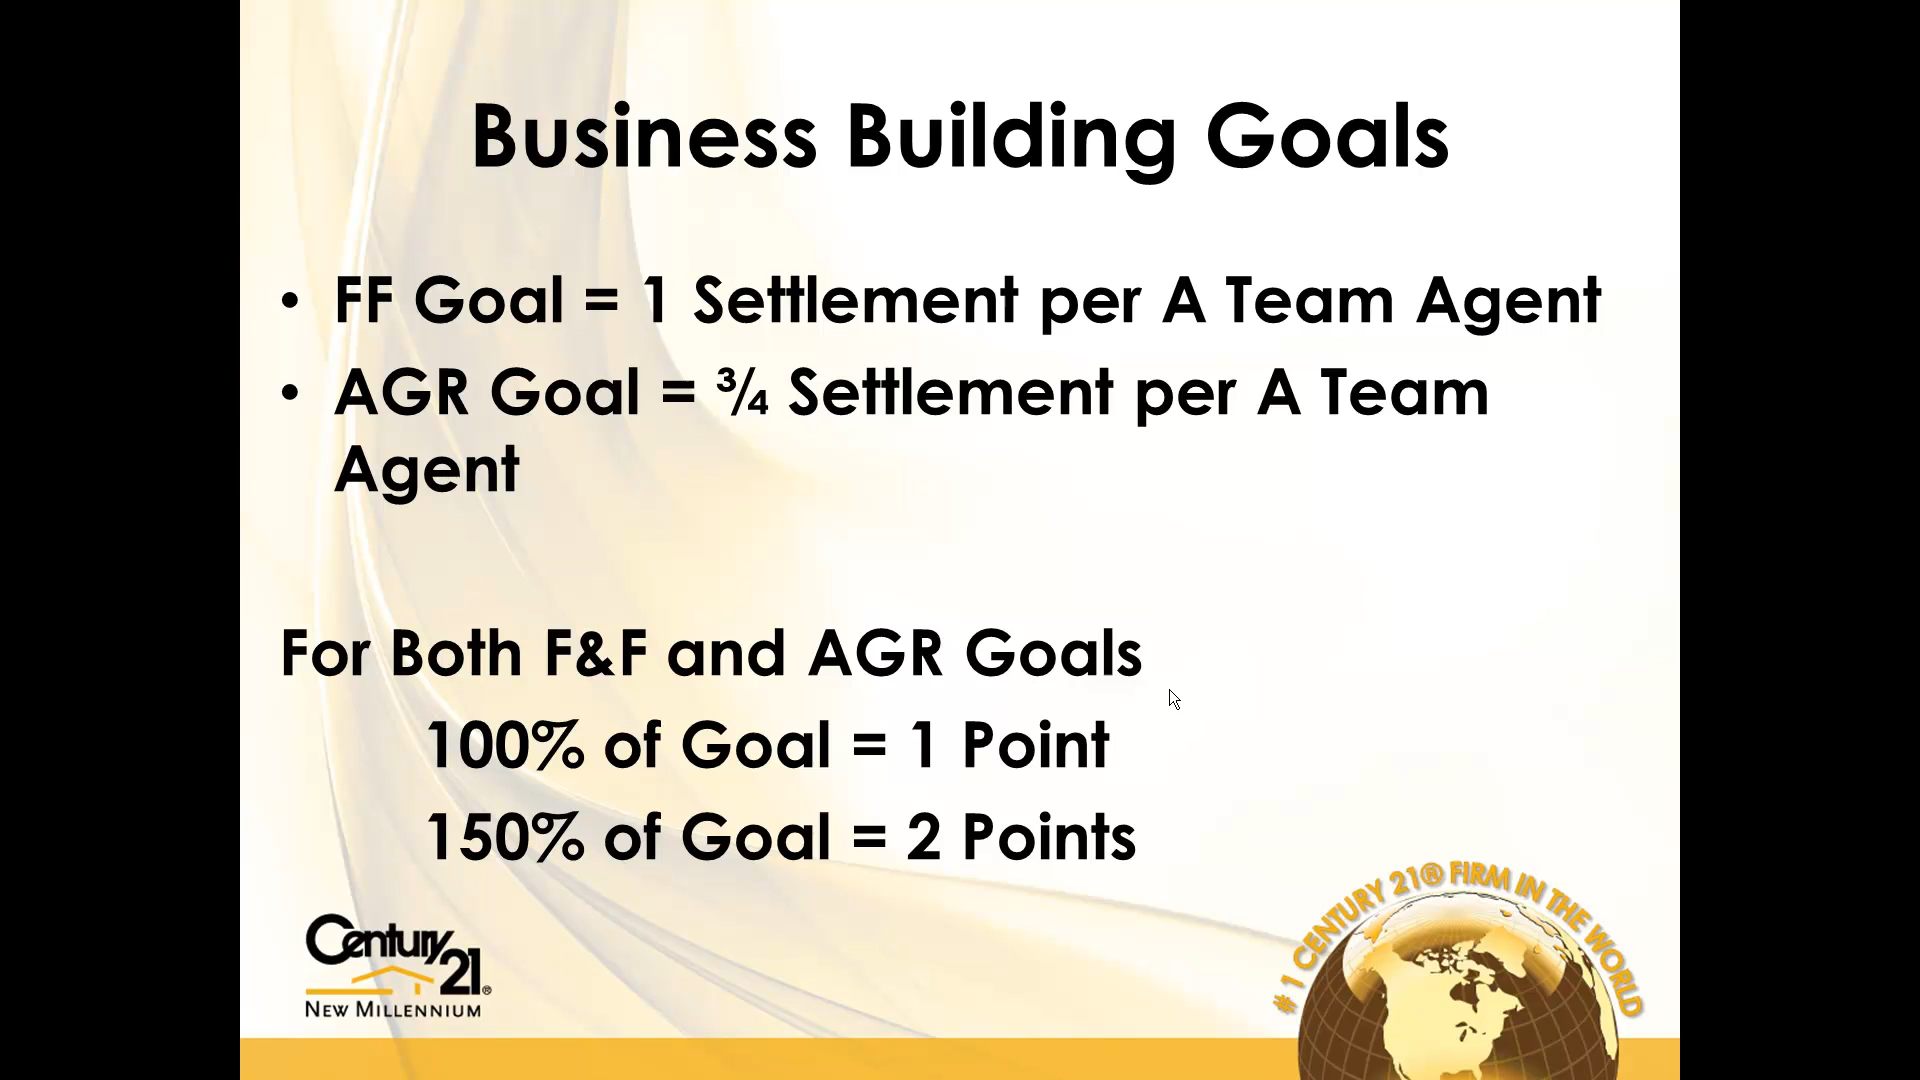 Business Building Goals
• FF Goal = 1 Settlement per A Team Agent
• AGR Goal = ¾ Settlement per A Team
Agent
For Both F&F and AGR Goals
100% of Goal = 1 Point
150% of Goal = 2 Points
Century 21®
NEW MILLENNIUM
# 1 CENTURY 21® FIRM IN THE WORLD